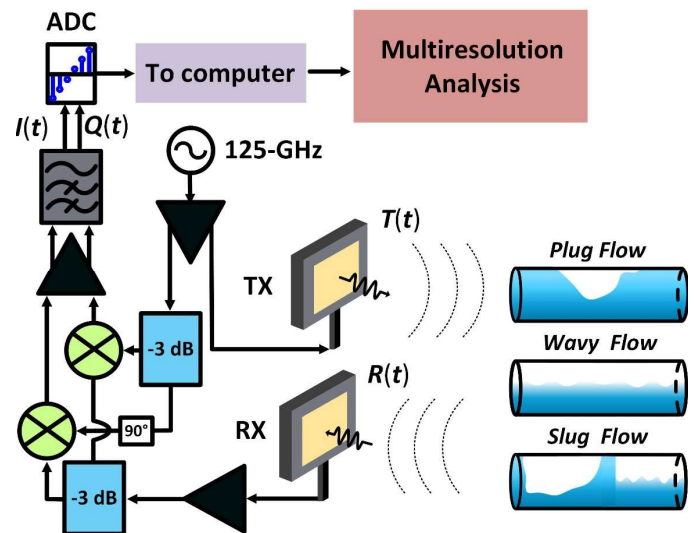 ADC
To computer
Multiresolution
Analysis
I(t)
Q(t)
125-GHz
T(t)
TX
Plug Flow
-3 dB
Wavy Flow
R(t)
90°
RX
Slug Flow
-3 dB